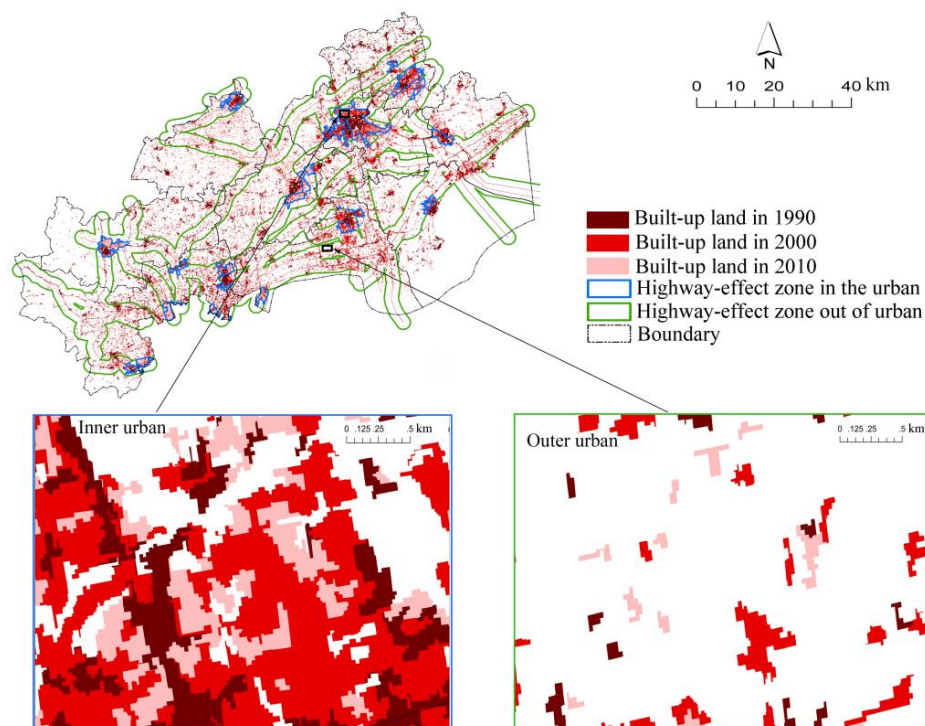 N
0 20 40 km
Built-up land in 1990
Built-up land in 2000
Built-up land in 2010
Highway-effect zone in the urban
Highway-effect zone out of urban
Boundary
Inner urban
0 .125.25 .5 km
Outer urban
0 .125.25 .5 km